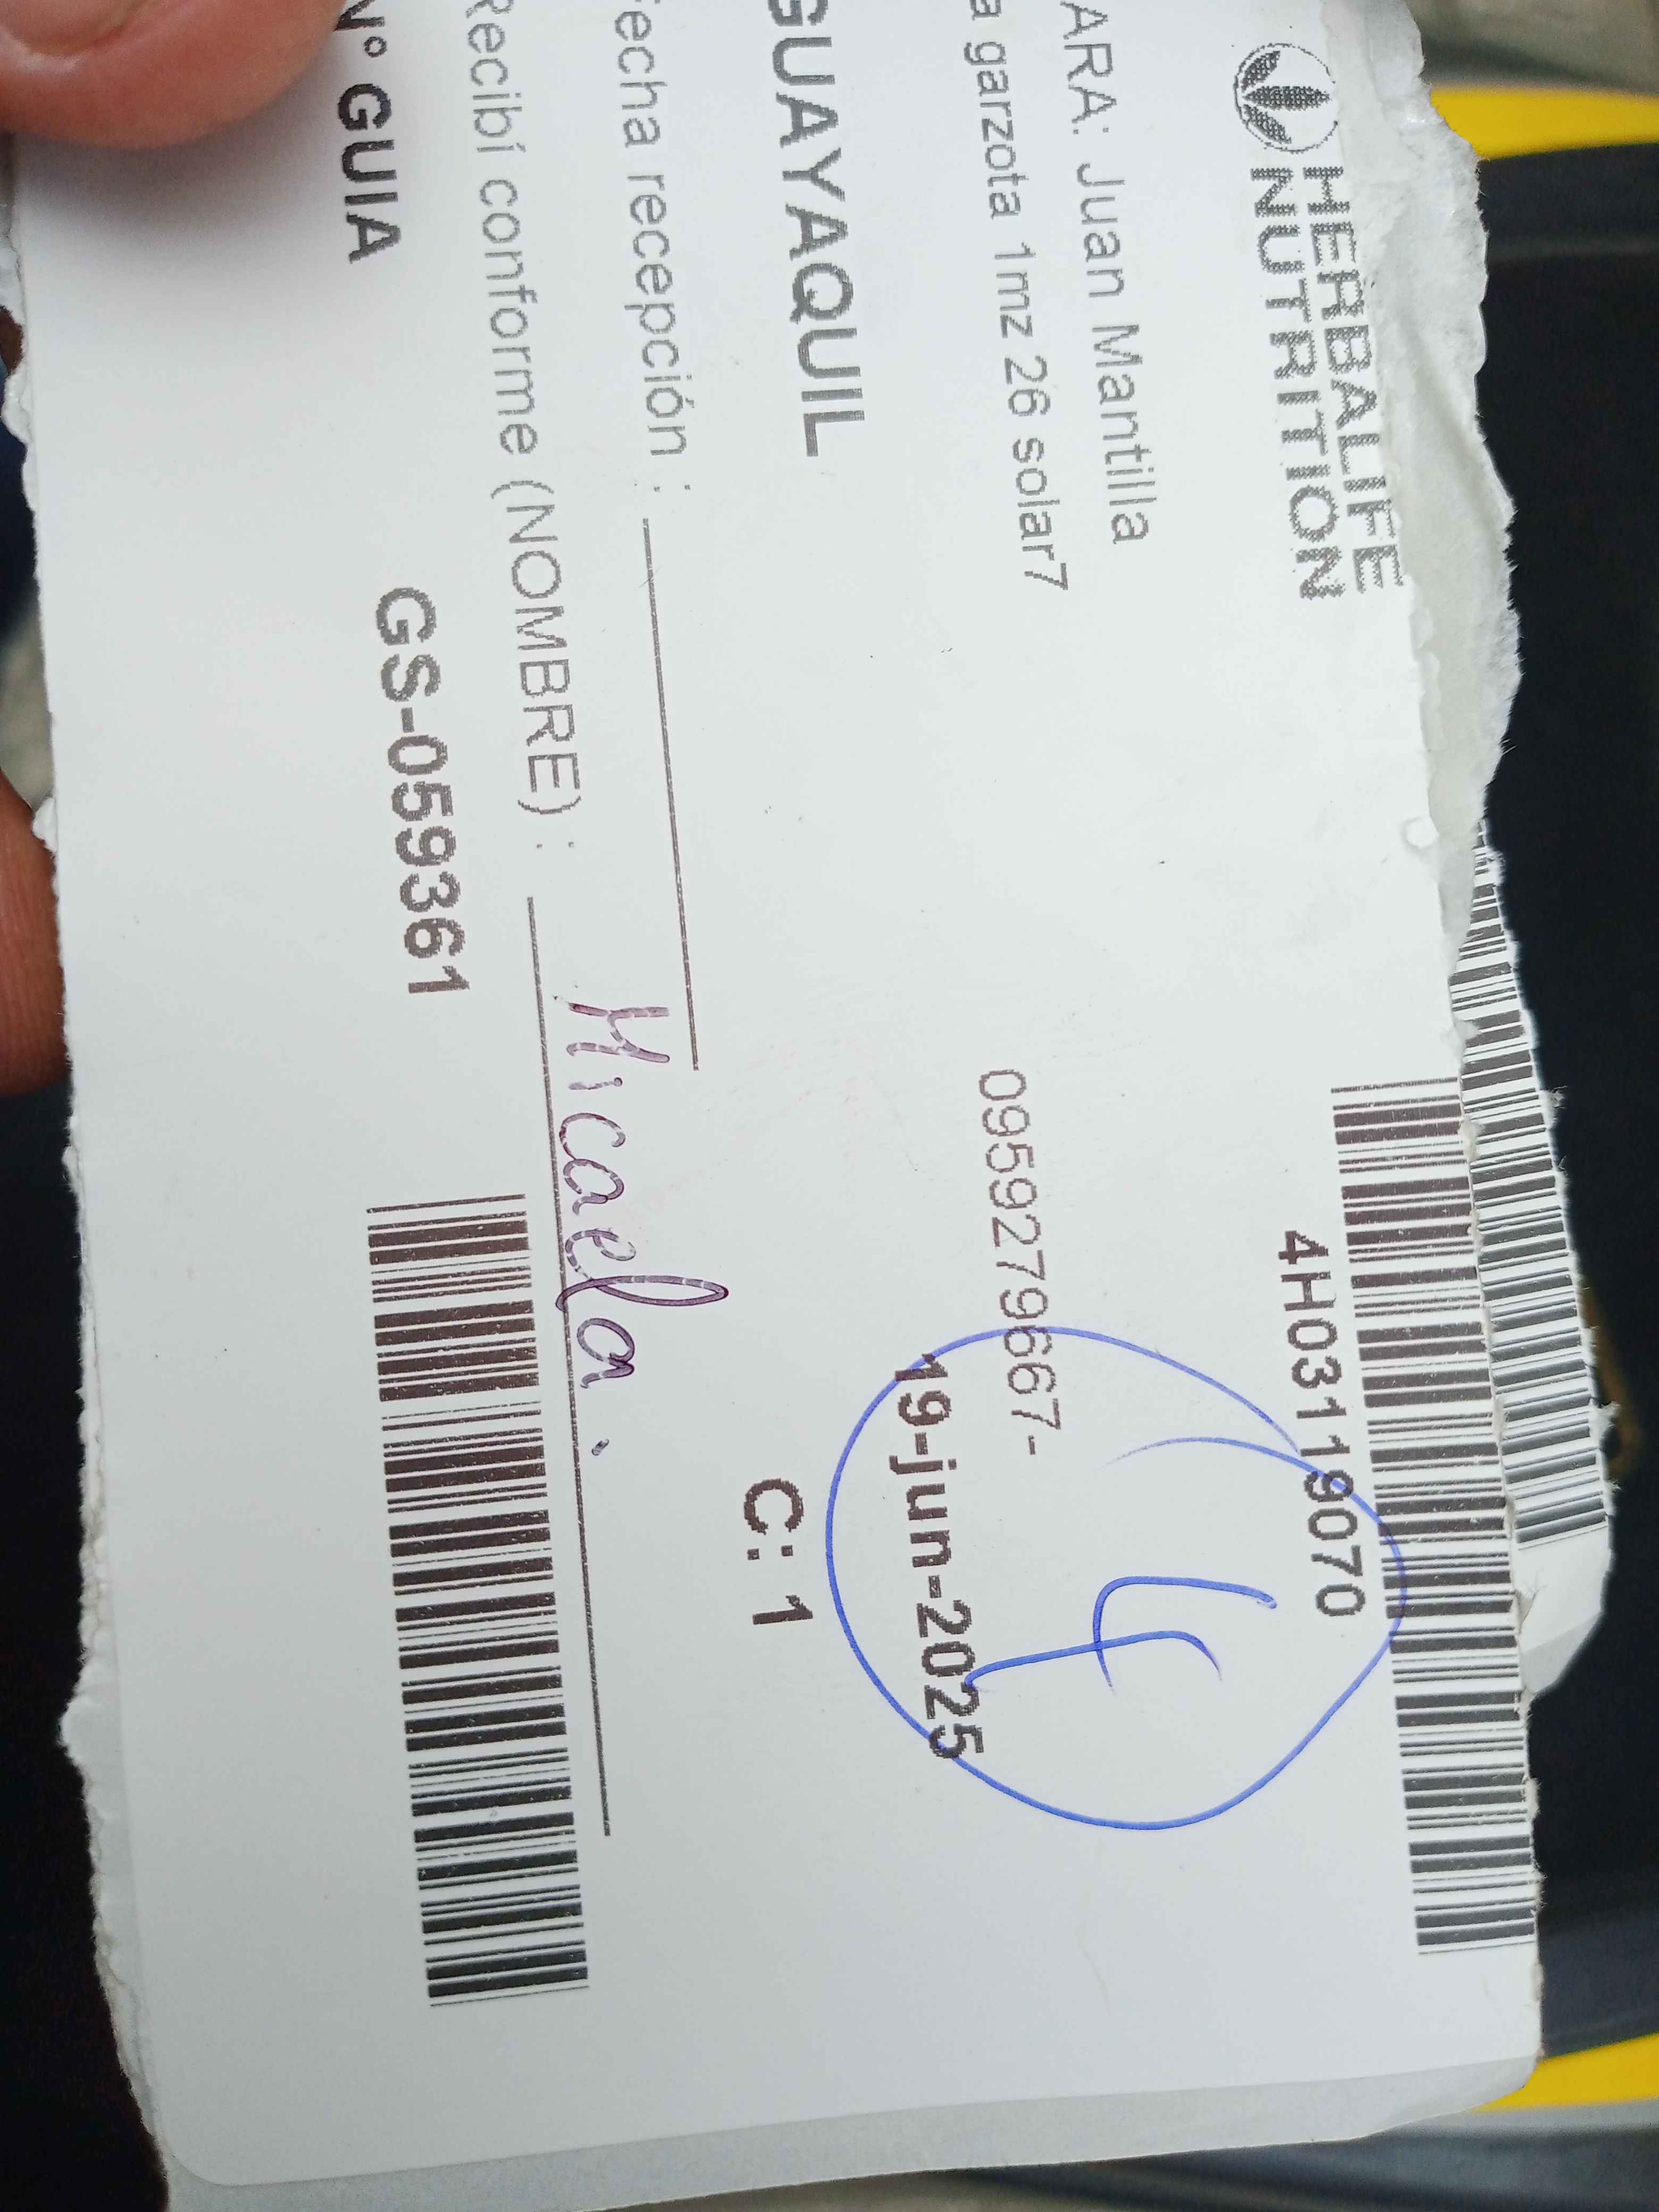 HERBALIFE
NUTRITION
4H03119070
ARA: Juan Mantilla
a garzota 1mz 26 solar7
0959279667-
4
19-jun-2025
GUAYAQUIL
C: 1
Fecha recepción :
Recibí conforme (NOMBRE) : Micaela.
N° GUIA
GS-059361